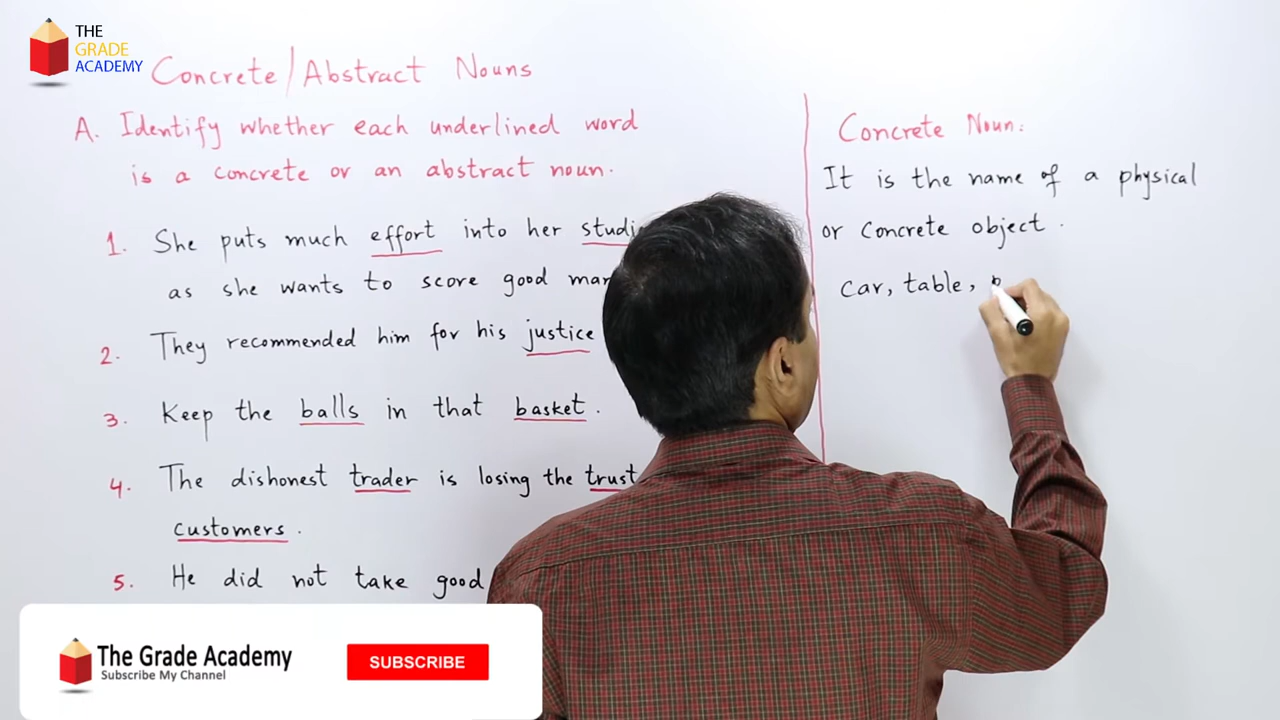 THE
GRADE
ACADEMY
Concrete/Abstract Nouns
A. Identify whether each underlined word
is a concrete or an abstract noun.
1. She puts much effort into her
as she wants to score good
2. They recommended him for his justice
3. Keep the balls in that basket.
4. The dishonest trader is losing the trust
customers.
5. He did not take good
Concrete Noun:
It is the name of a physical
or concrete object.
car, table,
The Grade Academy
Subscribe My Channel
SUBSCRIBE